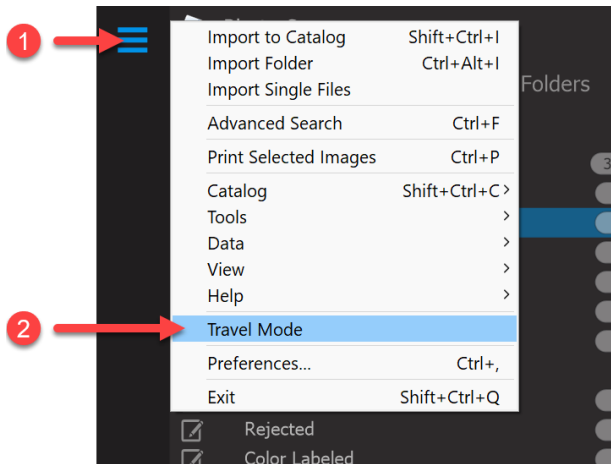 1
Import to Catalog Shift+Ctrl+I
Import Folder Ctrl+Alt+I
Import Single Files
Folders
Advanced Search Ctrl+F
Print Selected Images Ctrl+P
3
Catalog Shift+Ctrl+C >
Tools >
Data >
View >
Help >
2
Travel Mode
Preferences... Ctrl+,
Exit Shift+Ctrl+Q
Rejected
Color Labeled